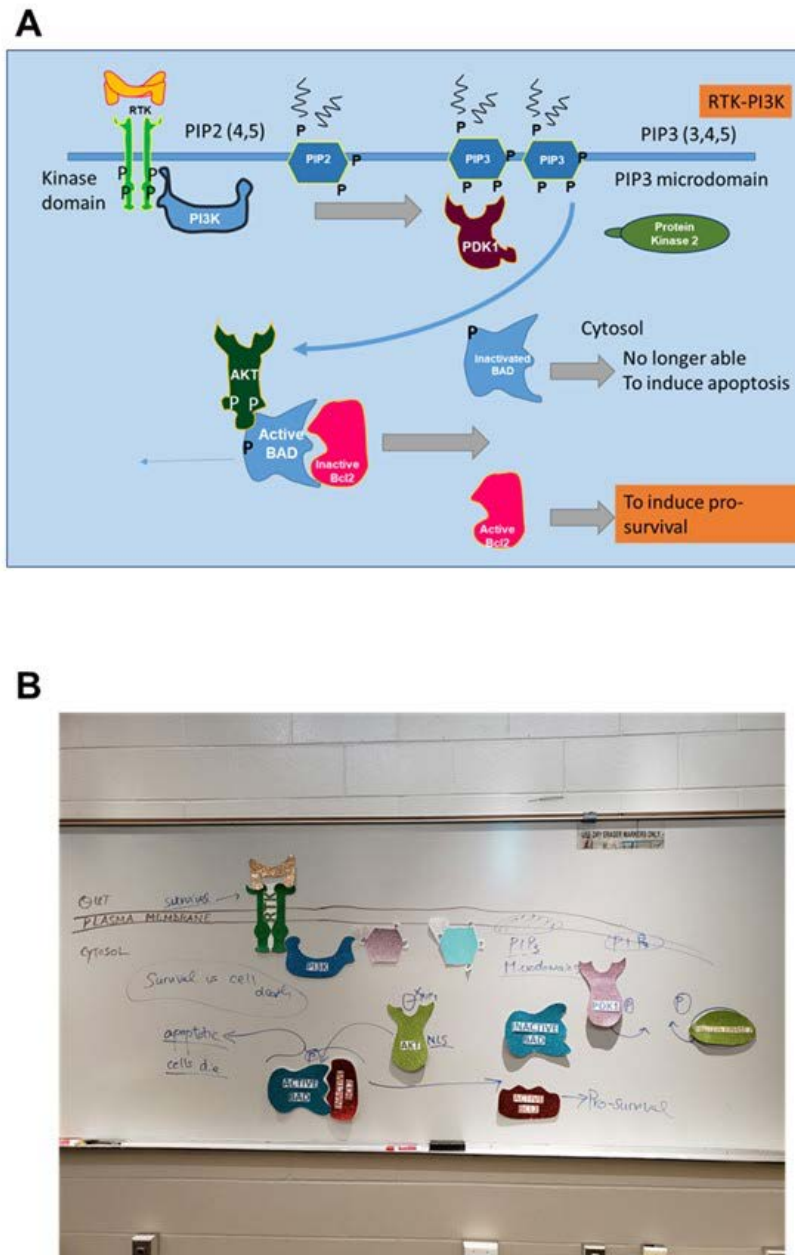 A
RTK
RTK-PI3K
PIP2 (4,5)
PIP3 (3,4,5)
P
P
P
P
PIP2
P
P
PIP3
P
PIP3
P
Kinase
domain
P P
P P
P P
P P
PI3K
PDK1
PIP3 microdomain
Protein
Kinase 2
AKT
P P
P
Active
BAD
Inactive
Bcl2
P
Inactivated
BAD
Cytosol
No longer able
To induce apoptosis
Active
Bcl2
To induce pro-
survival
B
USE DRY ERASER MARKERS ONLY
OUT
survival
RTK
PLASMA MEMBRANE
CYTOSOL
PI3K
PIP3
Microdomains
Survival vs cell
death
PDK1
P
P
AKT
NLS
INACTIVE
BAD
apoptotic
cells die
P
ACTIVE
BAD
INACTIVE
BCL2
ACTIVE
BCL2
Pro-survival